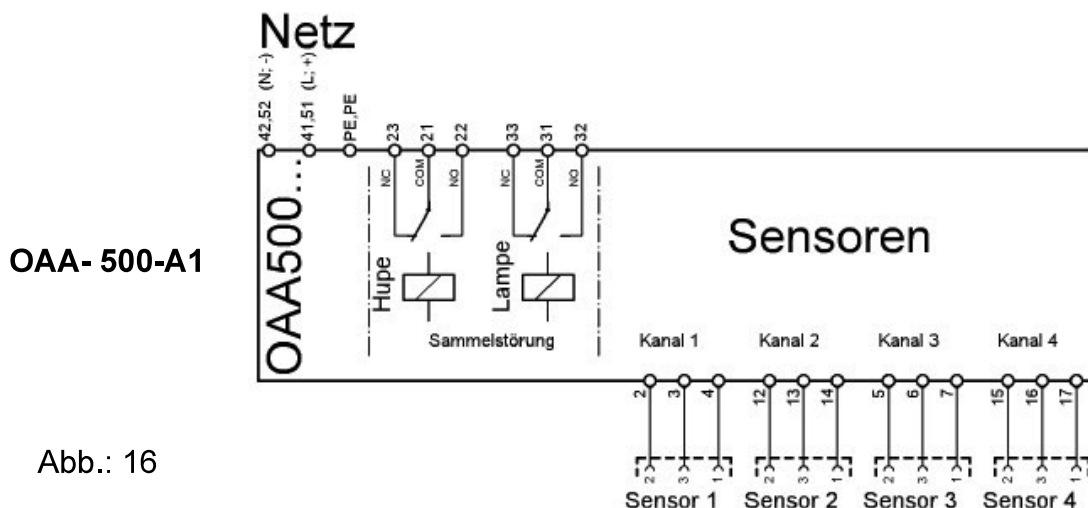 Netz
42,52 (N; -)
41,51 (L; +)
PE,PE
23 21 22 33 31 32
NC COM NO NC COM NO
OAA500...
OAA- 500-A1
Hupe
Lampe
Sensoren
Sammelstörung
Kanal 1 Kanal 2 Kanal 3 Kanal 4
2 3 4 12 13 14 5 6 7 15 16 17
2 3 1 2 3 1 2 3 1 2 3 1
Sensor 1 Sensor 2 Sensor 3 Sensor 4
Abb.: 16